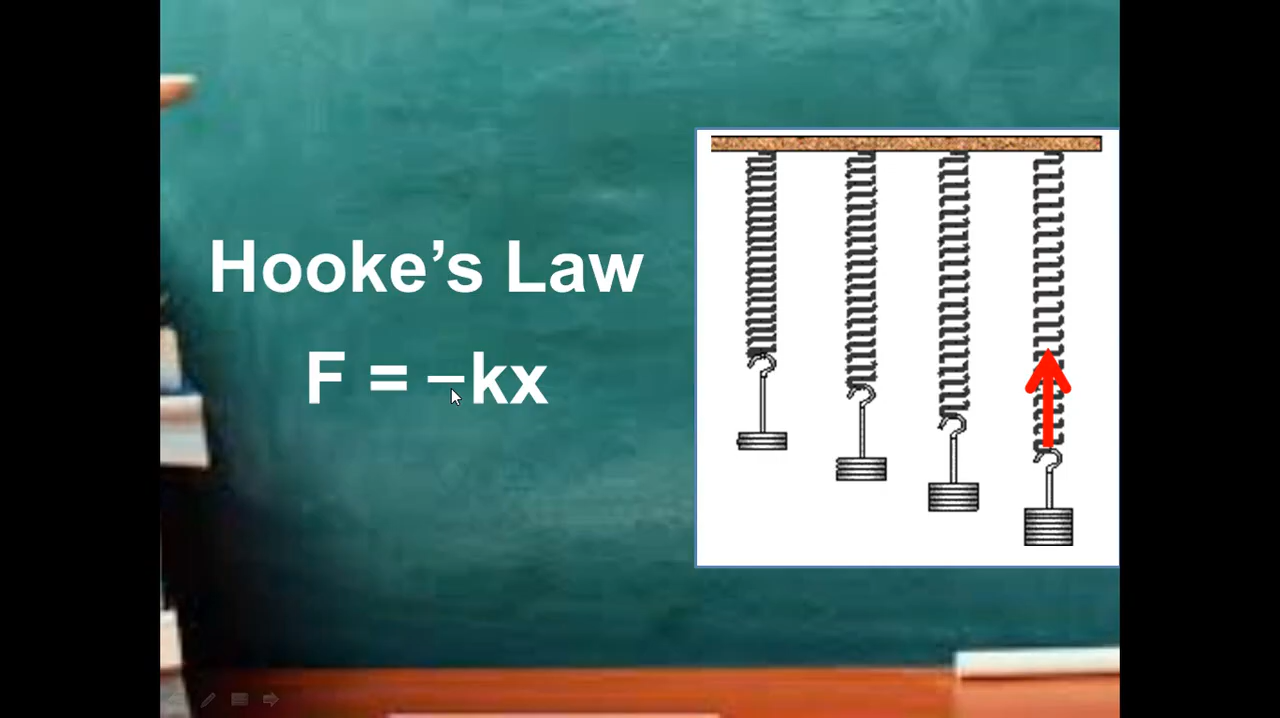 Hooke’s Law
F = –kx